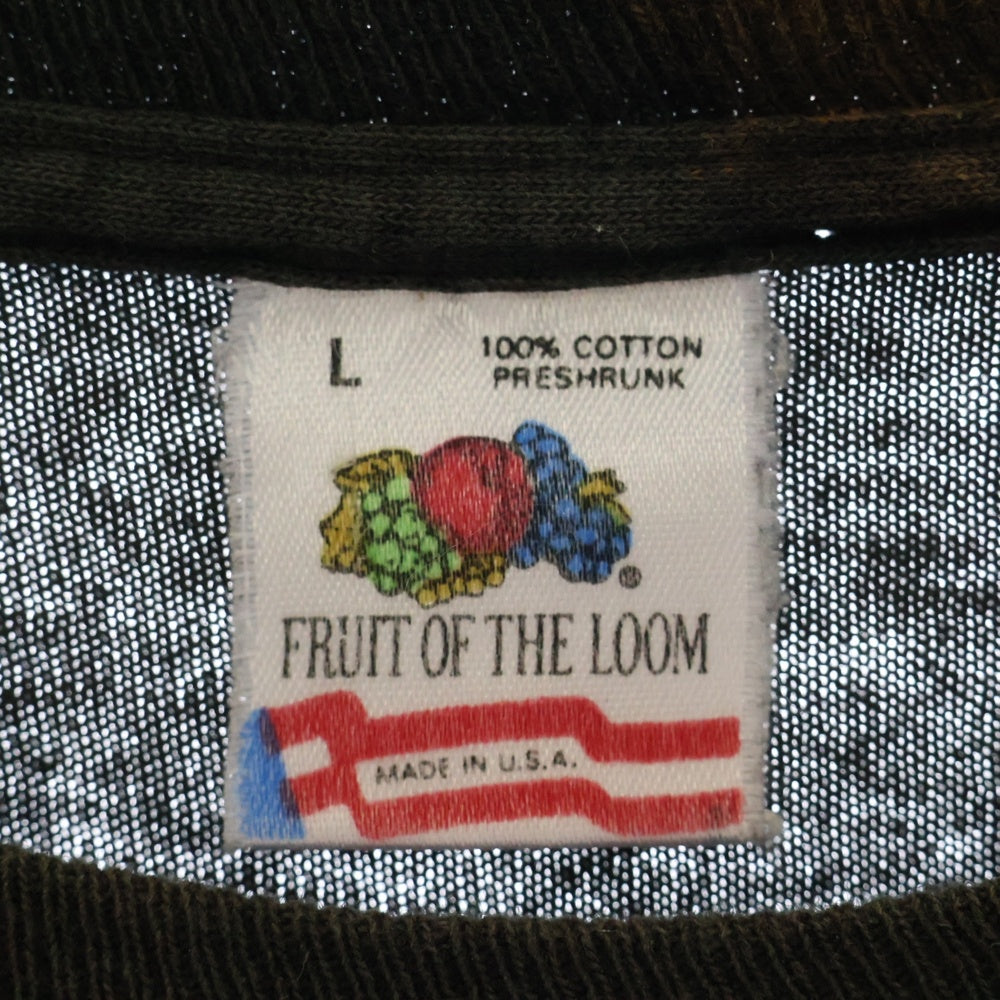 L
100% COTTON
PRESHRUNK
®
FRUIT OF THE LOOM
MADE IN U.S.A.